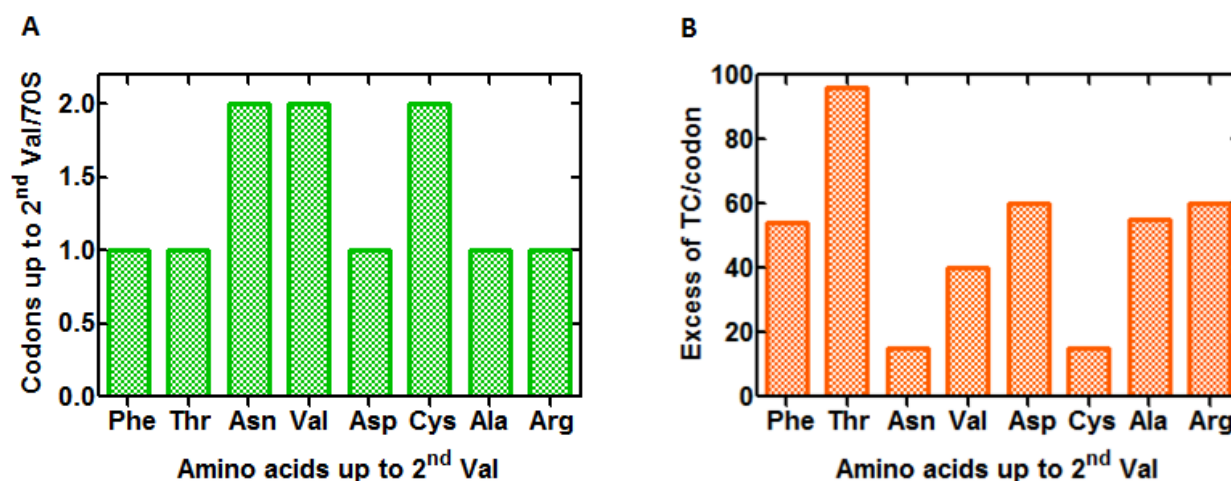 A
Codons up to 2nd Val/70S
2.0
1.5
1.0
0.5
0.0
Phe Thr Asn Val Asp Cys Ala Arg
Amino acids up to 2nd Val
B
Excess of TC/codon
100
80
60
40
20
0
Phe Thr Asn Val Asp Cys Ala Arg
Amino acids up to 2nd Val